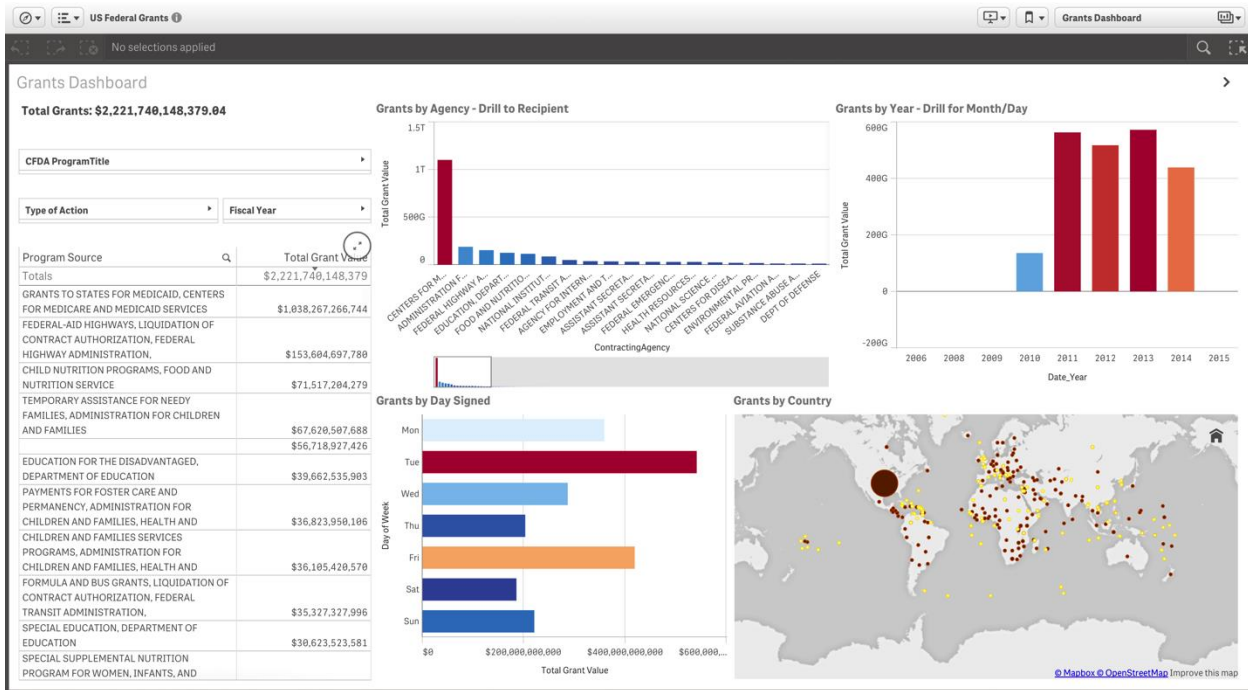 US Federal Grants
Grants Dashboard
No selections applied
Grants Dashboard
Total Grants: $2,221,740,148,379.04
CFDA ProgramTitle
Type of Action
Fiscal Year
Program Source
Total Grant Value
Totals
$2,221,740,148,379
GRANTS TO STATES FOR MEDICAID, CENTERS
FOR MEDICARE AND MEDICAID SERVICES
$1,038,267,266,744
FEDERAL-AID HIGHWAYS, LIQUIDATION OF
CONTRACT AUTHORIZATION, FEDERAL
HIGHWAY ADMINISTRATION,
$153,604,697,780
CHILD NUTRITION PROGRAMS, FOOD AND
NUTRITION SERVICE
$71,517,204,279
TEMPORARY ASSISTANCE FOR NEEDY
FAMILIES, ADMINISTRATION FOR CHILDREN
AND FAMILIES
$67,620,507,688
$56,718,927,426
EDUCATION FOR THE DISADVANTAGED,
DEPARTMENT OF EDUCATION
$39,662,535,903
PAYMENTS FOR FOSTER CARE AND
PERMANENCY, ADMINISTRATION FOR
CHILDREN AND FAMILIES, HEALTH AND
$36,823,950,106
CHILDREN AND FAMILIES SERVICES
PROGRAMS, ADMINISTRATION FOR
CHILDREN AND FAMILIES, HEALTH AND
$36,105,420,570
FORMULA AND BUS GRANTS, LIQUIDATION OF
CONTRACT AUTHORIZATION, FEDERAL
TRANSIT ADMINISTRATION,
$35,327,327,996
SPECIAL EDUCATION, DEPARTMENT OF
EDUCATION
$30,623,523,581
SPECIAL SUPPLEMENTAL NUTRITION
PROGRAM FOR WOMEN, INFANTS, AND
Grants by Agency - Drill to Recipient
Total Grant Value
1.5T
1T
500G
0
CENTERS FOR M...
ADMINISTRATION F...
FEDERAL HIGHWAY A...
EDUCATION, DEPART...
FOOD AND NUTRITIO...
NATIONAL INSTITUT...
FEDERAL TRANSIT A...
AGENCY FOR INTERN...
EMPLOYMENT AND T...
ASSISTANT SECRETA...
ASSISTANT SECRETA...
FEDERAL EMERGENC...
HEALTH RESOURCES...
NATIONAL SCIENCE ...
CENTERS FOR DISEA...
ENVIRONMENTAL PR...
FEDERAL AVIATION A...
SUBSTANCE ABUSE A...
DEPT OF DEFENSE
ContractingAgency
Grants by Year - Drill for Month/Day
Total Grant Value
600G
400G
200G
0
-200G
2006 2008 2009 2010 2011 2012 2013 2014 2015
Date_Year
Grants by Day Signed
Day of Week
Mon
Tue
Wed
Thu
Fri
Sat
Sun
$0 $200,000,000,000 $400,000,000,000 $600,000,...
Total Grant Value
Grants by Country
© Mapbox © OpenStreetMap Improve this map